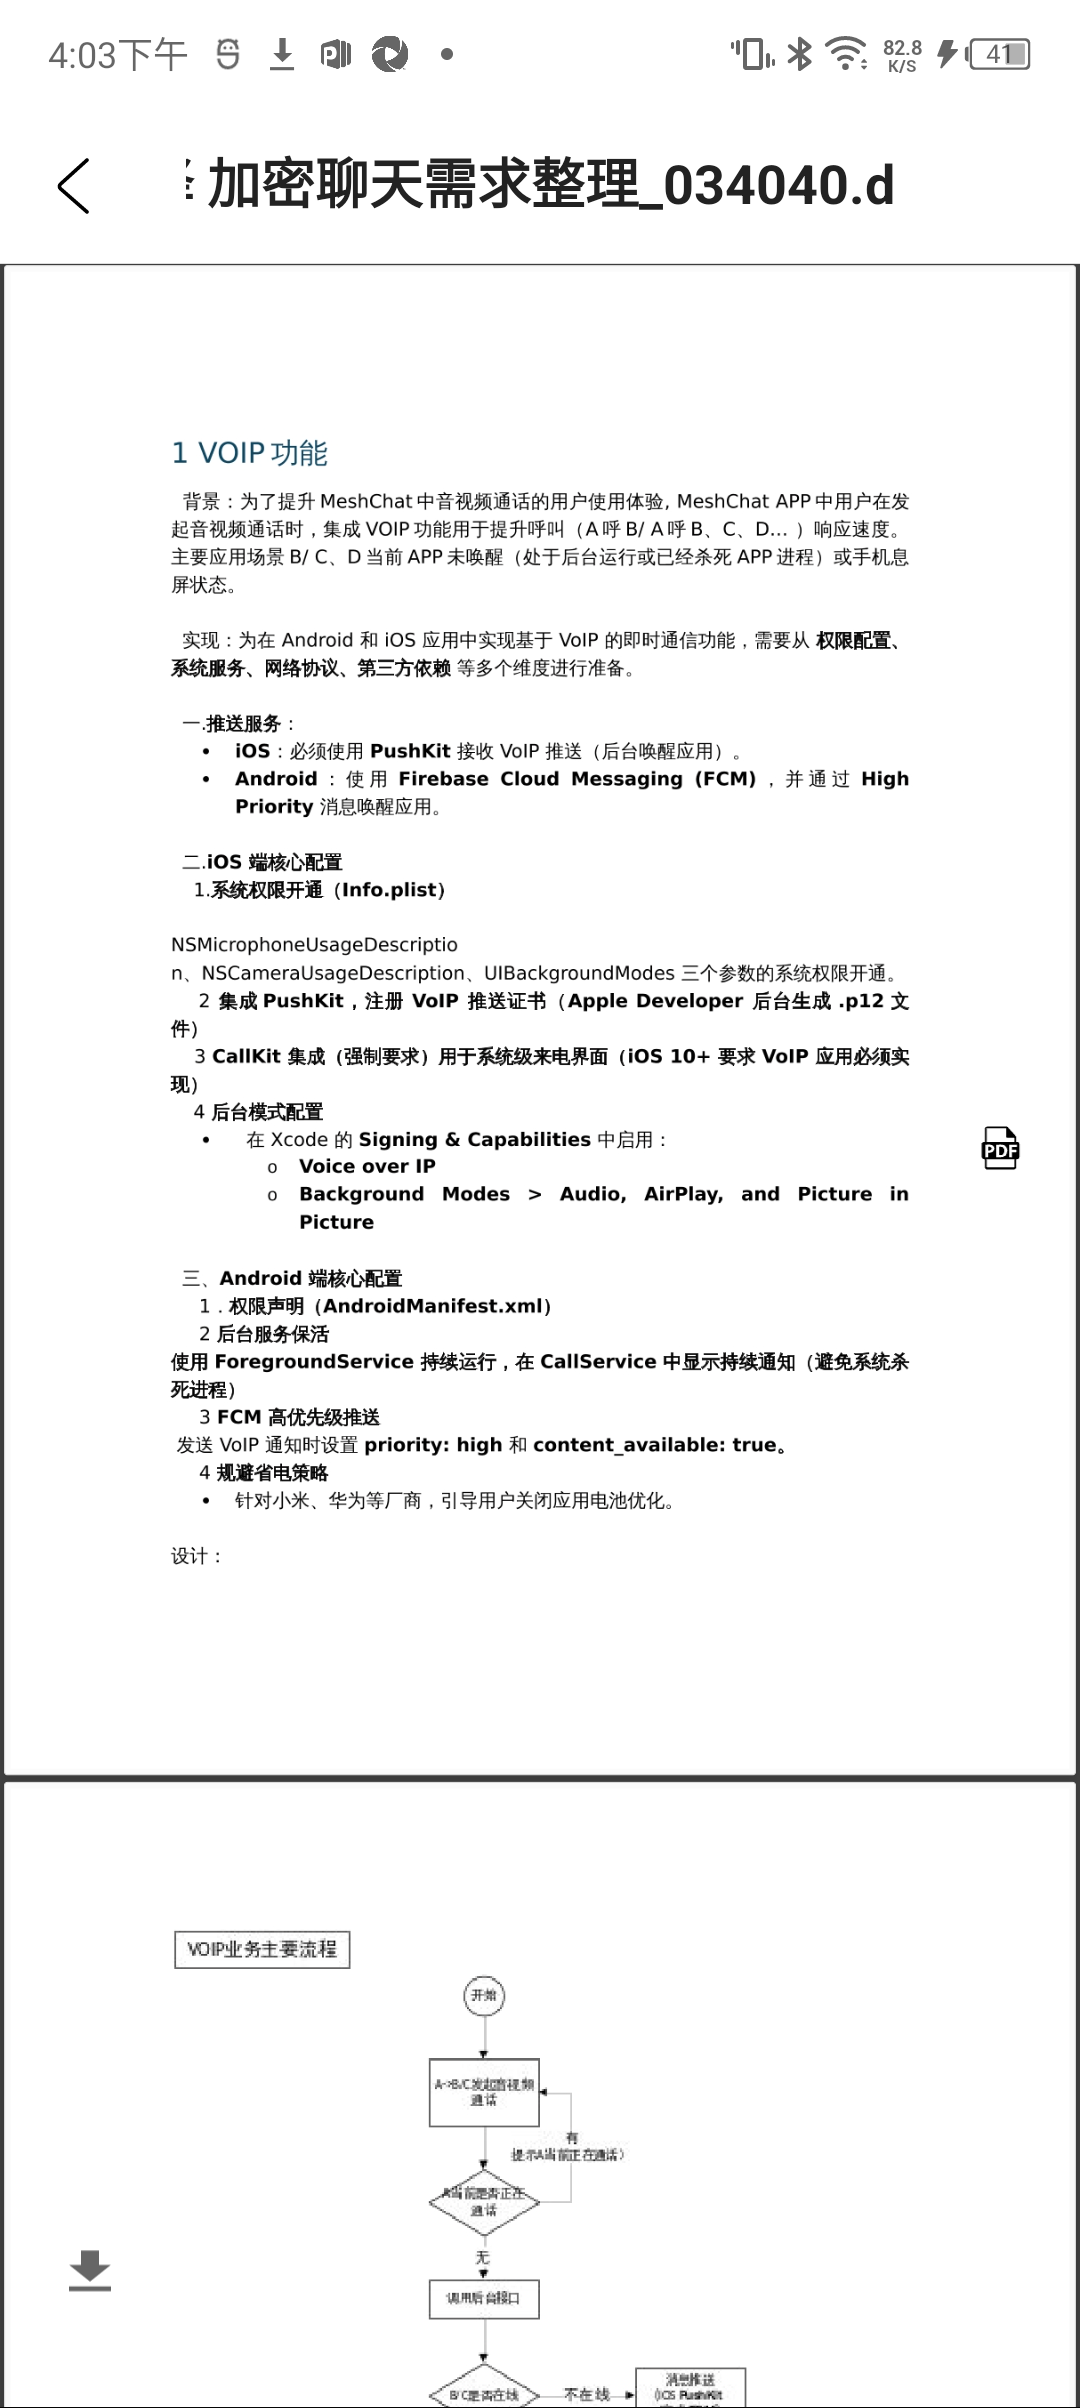 4:03下午
82.8
K/S
41
加密聊天需求整理_034040.d
1 VOIP 功能
背景：为了提升 MeshChat 中音视频通话的用户使用体验, MeshChat APP 中用户在发
起音视频通话时，集成 VOIP 功能用于提升呼叫（A 呼 B/ A 呼 B、C、D... ）响应速度。
主要应用场景 B/ C、D 当前 APP 未唤醒（处于后台运行或已经杀死 APP 进程）或手机息
屏状态。
实现：为在 Android 和 iOS 应用中实现基于 VoIP 的即时通信功能，需要从 权限配置、
系统服务、网络协议、第三方依赖 等多个维度进行准备。
一.推送服务：
• iOS：必须使用 PushKit 接收 VoIP 推送（后台唤醒应用）。
• Android：使用 Firebase Cloud Messaging (FCM)，并通过 High
Priority 消息唤醒应用。
二.iOS 端核心配置
1.系统权限开通（Info.plist）
NSMicrophoneUsageDescriptio
n、NSCameraUsageDescription、UIBackgroundModes 三个参数的系统权限开通。
2 集成 PushKit，注册 VoIP 推送证书（Apple Developer 后台生成 .p12 文
件）
3 CallKit 集成（强制要求）用于系统级来电界面（iOS 10+ 要求 VoIP 应用必须实
现）
4 后台模式配置
• 在 Xcode 的 Signing & Capabilities 中启用：
o Voice over IP
o Background Modes > Audio, AirPlay, and Picture in
Picture
PDF
三、Android 端核心配置
1．权限声明（AndroidManifest.xml）
2 后台服务保活
使用 ForegroundService 持续运行，在 CallService 中显示持续通知（避免系统杀
死进程）
3 FCM 高优先级推送
发送 VoIP 通知时设置 priority: high 和 content_available: true。
4 规避省电策略
• 针对小米、华为等厂商，引导用户关闭应用电池优化。
设计：
VOIP业务主要流程
开始
A->B/C发起音视频
通话
有
提示A当前正在通话）
A当前是否正在
通话
无
调用后台接口
B/C是否在线
不在线
消息推送
(IOS PushKit